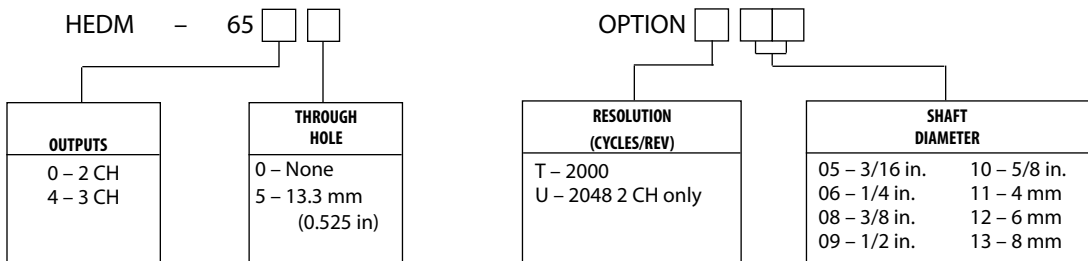 HEDM – 65
OPTION
OUTPUTS
0 – 2 CH
4 – 3 CH
THROUGH
HOLE
0 – None
5 – 13.3 mm
(0.525 in)
RESOLUTION
(CYCLES/REV)
T – 2000
U – 2048 2 CH only
SHAFT
DIAMETER
05 – 3/16 in. 10 – 5/8 in.
06 – 1/4 in. 11 – 4 mm
08 – 3/8 in. 12 – 6 mm
09 – 1/2 in. 13 – 8 mm